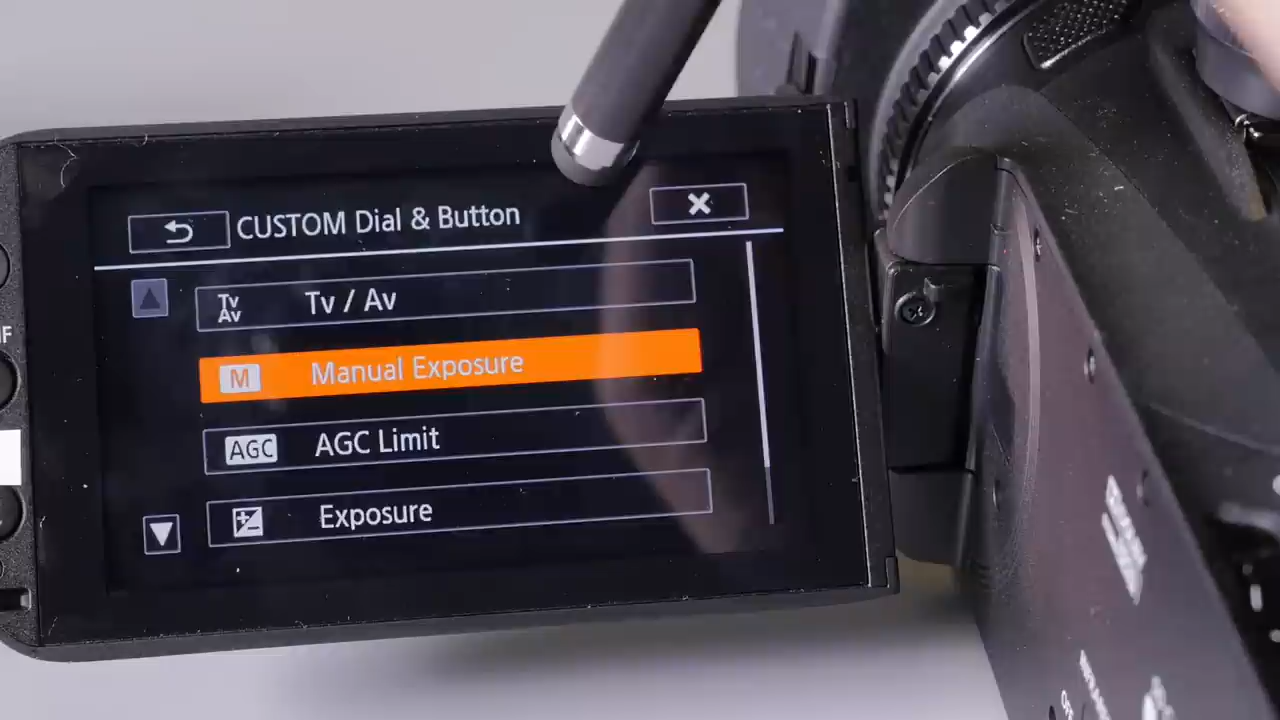 CUSTOM Dial & Button
Tv
Av
Tv / Av
M Manual Exposure
AGC AGC Limit
Exposure